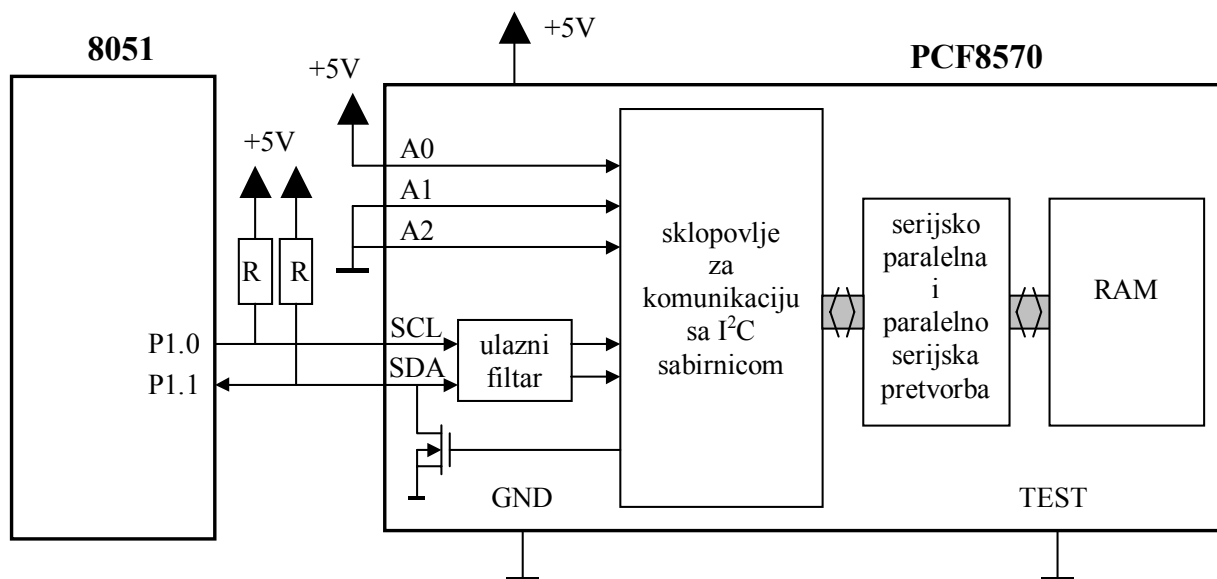 +5V
8051
PCF8570
+5V
+5V
A0
A1
A2
R
R
P1.0
P1.1
SCL
SDA
ulazni
filtar
sklopovlje
za
komunikaciju
sa I²C
sabirnicom
serijsko
paralelna
i
paralelno
serijska
pretvorba
RAM
GND
TEST